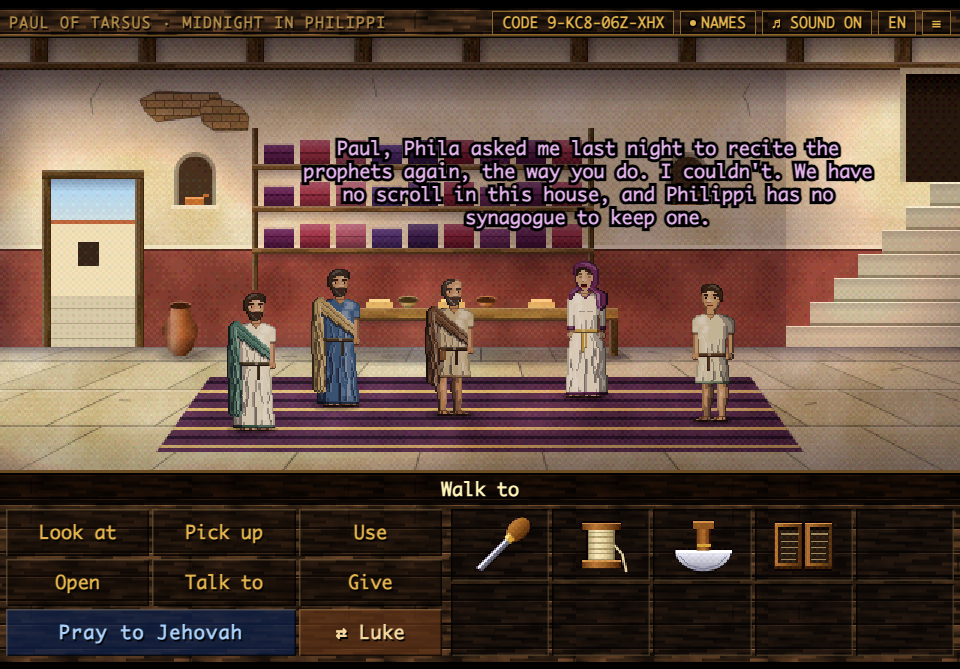 PAUL OF TARSUS · MIDNIGHT IN PHILIPPI
CODE 9-KC8-06Z-XHX
• NAMES
♬ SOUND ON
EN
≡
Paul, Phila asked me last night to recite the
prophets again, the way you do. I couldn't. We have
no scroll in this house, and Philippi has no
synagogue to keep one.
Walk to
Look at
Pick up
Use
Open
Talk to
Give
Pray to Jehovah
⇄ Luke